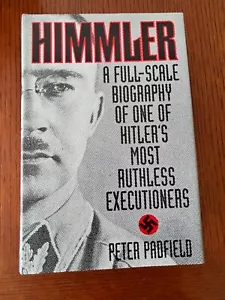 HIMMLER
A FULL-SCALE
BIOGRAPHY
OF ONE OF
HITLER'S
MOST
RUTHLESS
EXECUTIONERS
PETER PADFIELD